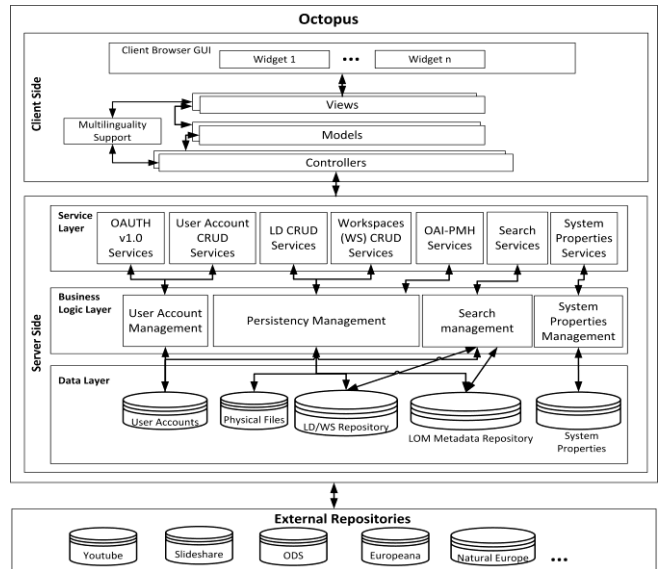 Octopus
Client Side
Client Browser GUI
Widget 1
...
Widget n
Views
Multilinguality
Support
Models
Controllers
Server Side
Service
Layer
OAUTH
v1.0
Services
User Account
CRUD
Services
LD CRUD
Services
Workspaces
(WS) CRUD
Services
OAI-PMH
Services
Search
Services
System
Properties
Services
Business
Logic Layer
User Account
Management
Persistency Management
Search
management
System
Properties
Management
Data Layer
User Accounts
Physical Files
LD/WS Repository
LOM Metadata Repository
System
Properties
External Repositories
Youtube
Slideshare
ODS
Europeana
Natural Europe
...